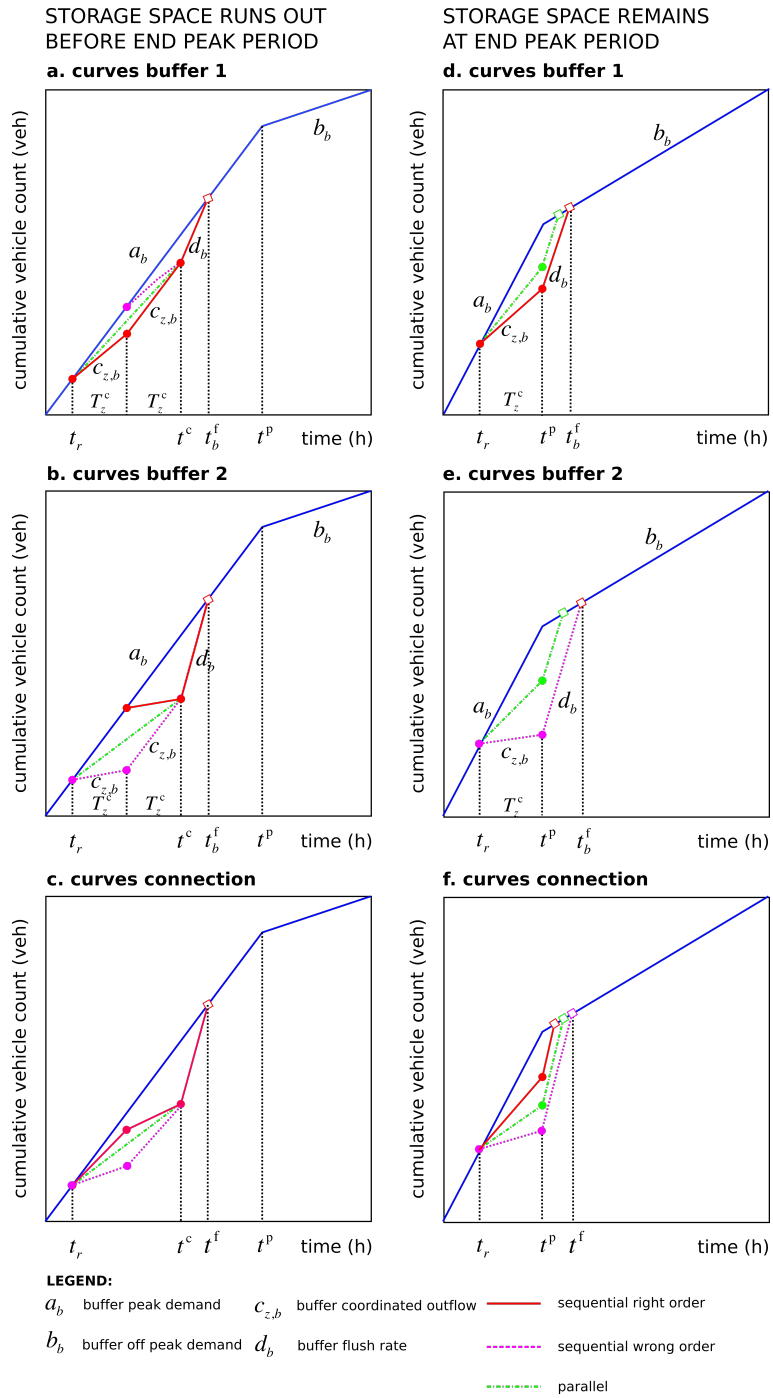 STORAGE SPACE RUNS OUT
BEFORE END PEAK PERIOD
a. curves buffer 1
cumulative vehicle count (veh)
b_b
a_b
d_b
c_{z,b}
c_{z,b}
T_z^c T_z^c
t_r t^c t_b^f t^p time (h)
b. curves buffer 2
cumulative vehicle count (veh)
b_b
a_b
d_b
c_{z,b}
c_{z,b}
T_z^c T_z^c
t_r t^c t_b^f t^p time (h)
c. curves connection
cumulative vehicle count (veh)
t_r t^c t^f t^p time (h)
STORAGE SPACE REMAINS
AT END PEAK PERIOD
d. curves buffer 1
cumulative vehicle count (veh)
b_b
a_b
d_b
c_{z,b}
T_z^c
t_r t^p t_b^f time (h)
e. curves buffer 2
cumulative vehicle count (veh)
b_b
a_b
d_b
c_{z,b}
T_z^c
t_r t^p t_b^f time (h)
f. curves connection
cumulative vehicle count (veh)
t_r t^p t^f time (h)
LEGEND:
a_b buffer peak demand c_{z,b} buffer coordinated outflow sequential right order
b_b buffer off peak demand d_b buffer flush rate sequential wrong order
parallel